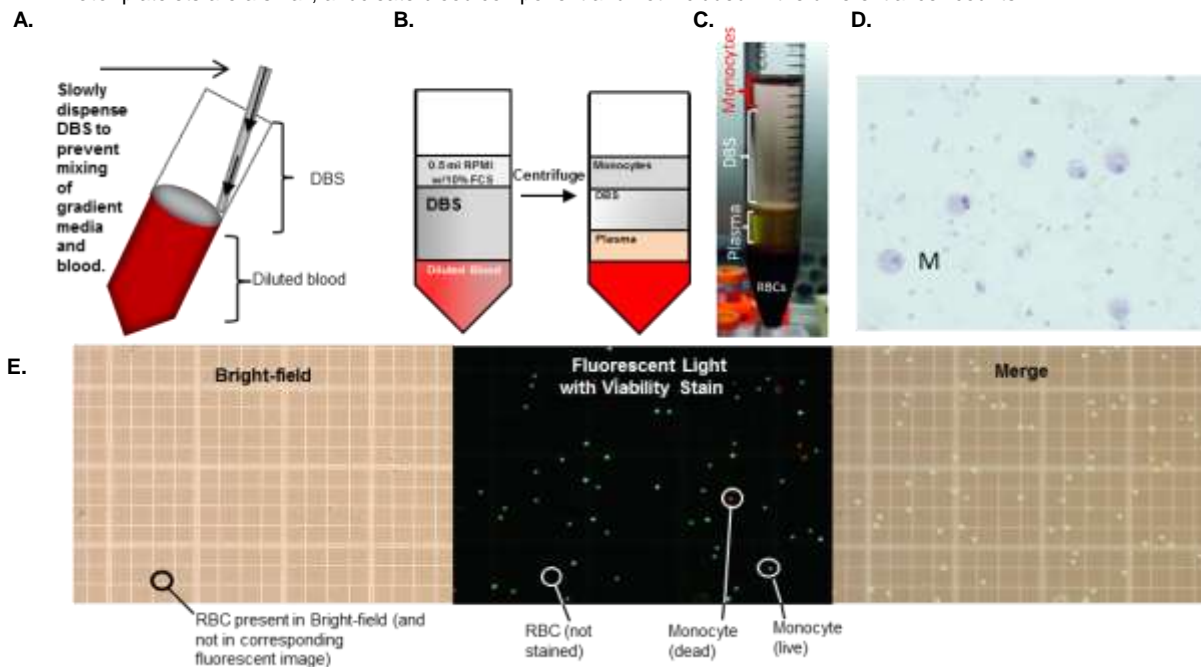 A.
B.
C.
D.
Slowly
dispense
DBS to
prevent
mixing
of
gradient
media
and
blood.
DBS
Diluted blood
0.5 ml RPMI
w/10% FCS
DBS
Diluted Blood
Centrifuge
Monocytes
DBS
Plasma
Monocytes
DBS
Plasma
RBCs
M
E.
Bright-field
Fluorescent Light
with Viability Stain
Merge
RBC present in Bright-field (and
not in corresponding
fluorescent image)
RBC (not
stained)
Monocyte
(dead)
Monocyte
(live)